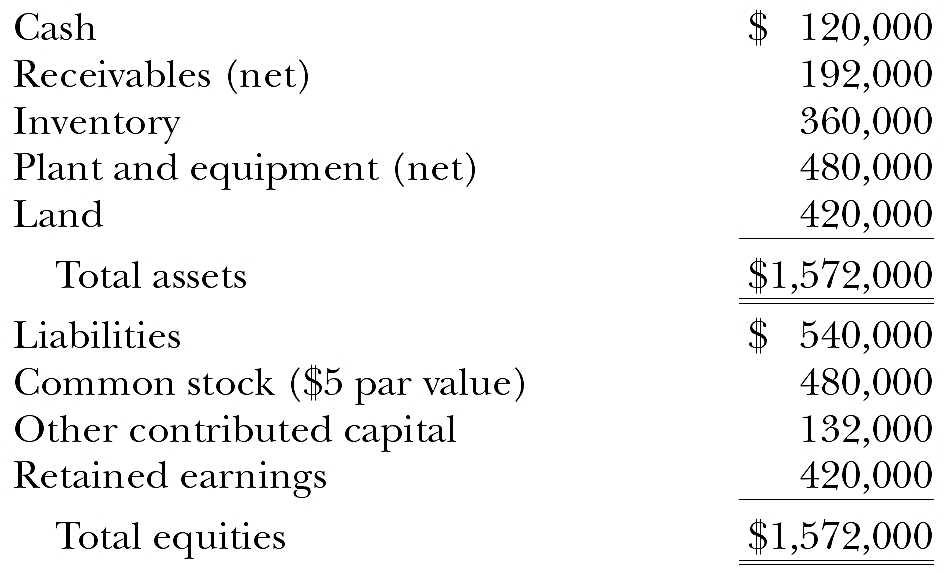 Cash $ 120,000
Receivables (net) 192,000
Inventory 360,000
Plant and equipment (net) 480,000
Land 420,000
Total assets $1,572,000
Liabilities $ 540,000
Common stock ($5 par value) 480,000
Other contributed capital 132,000
Retained earnings 420,000
Total equities $1,572,000